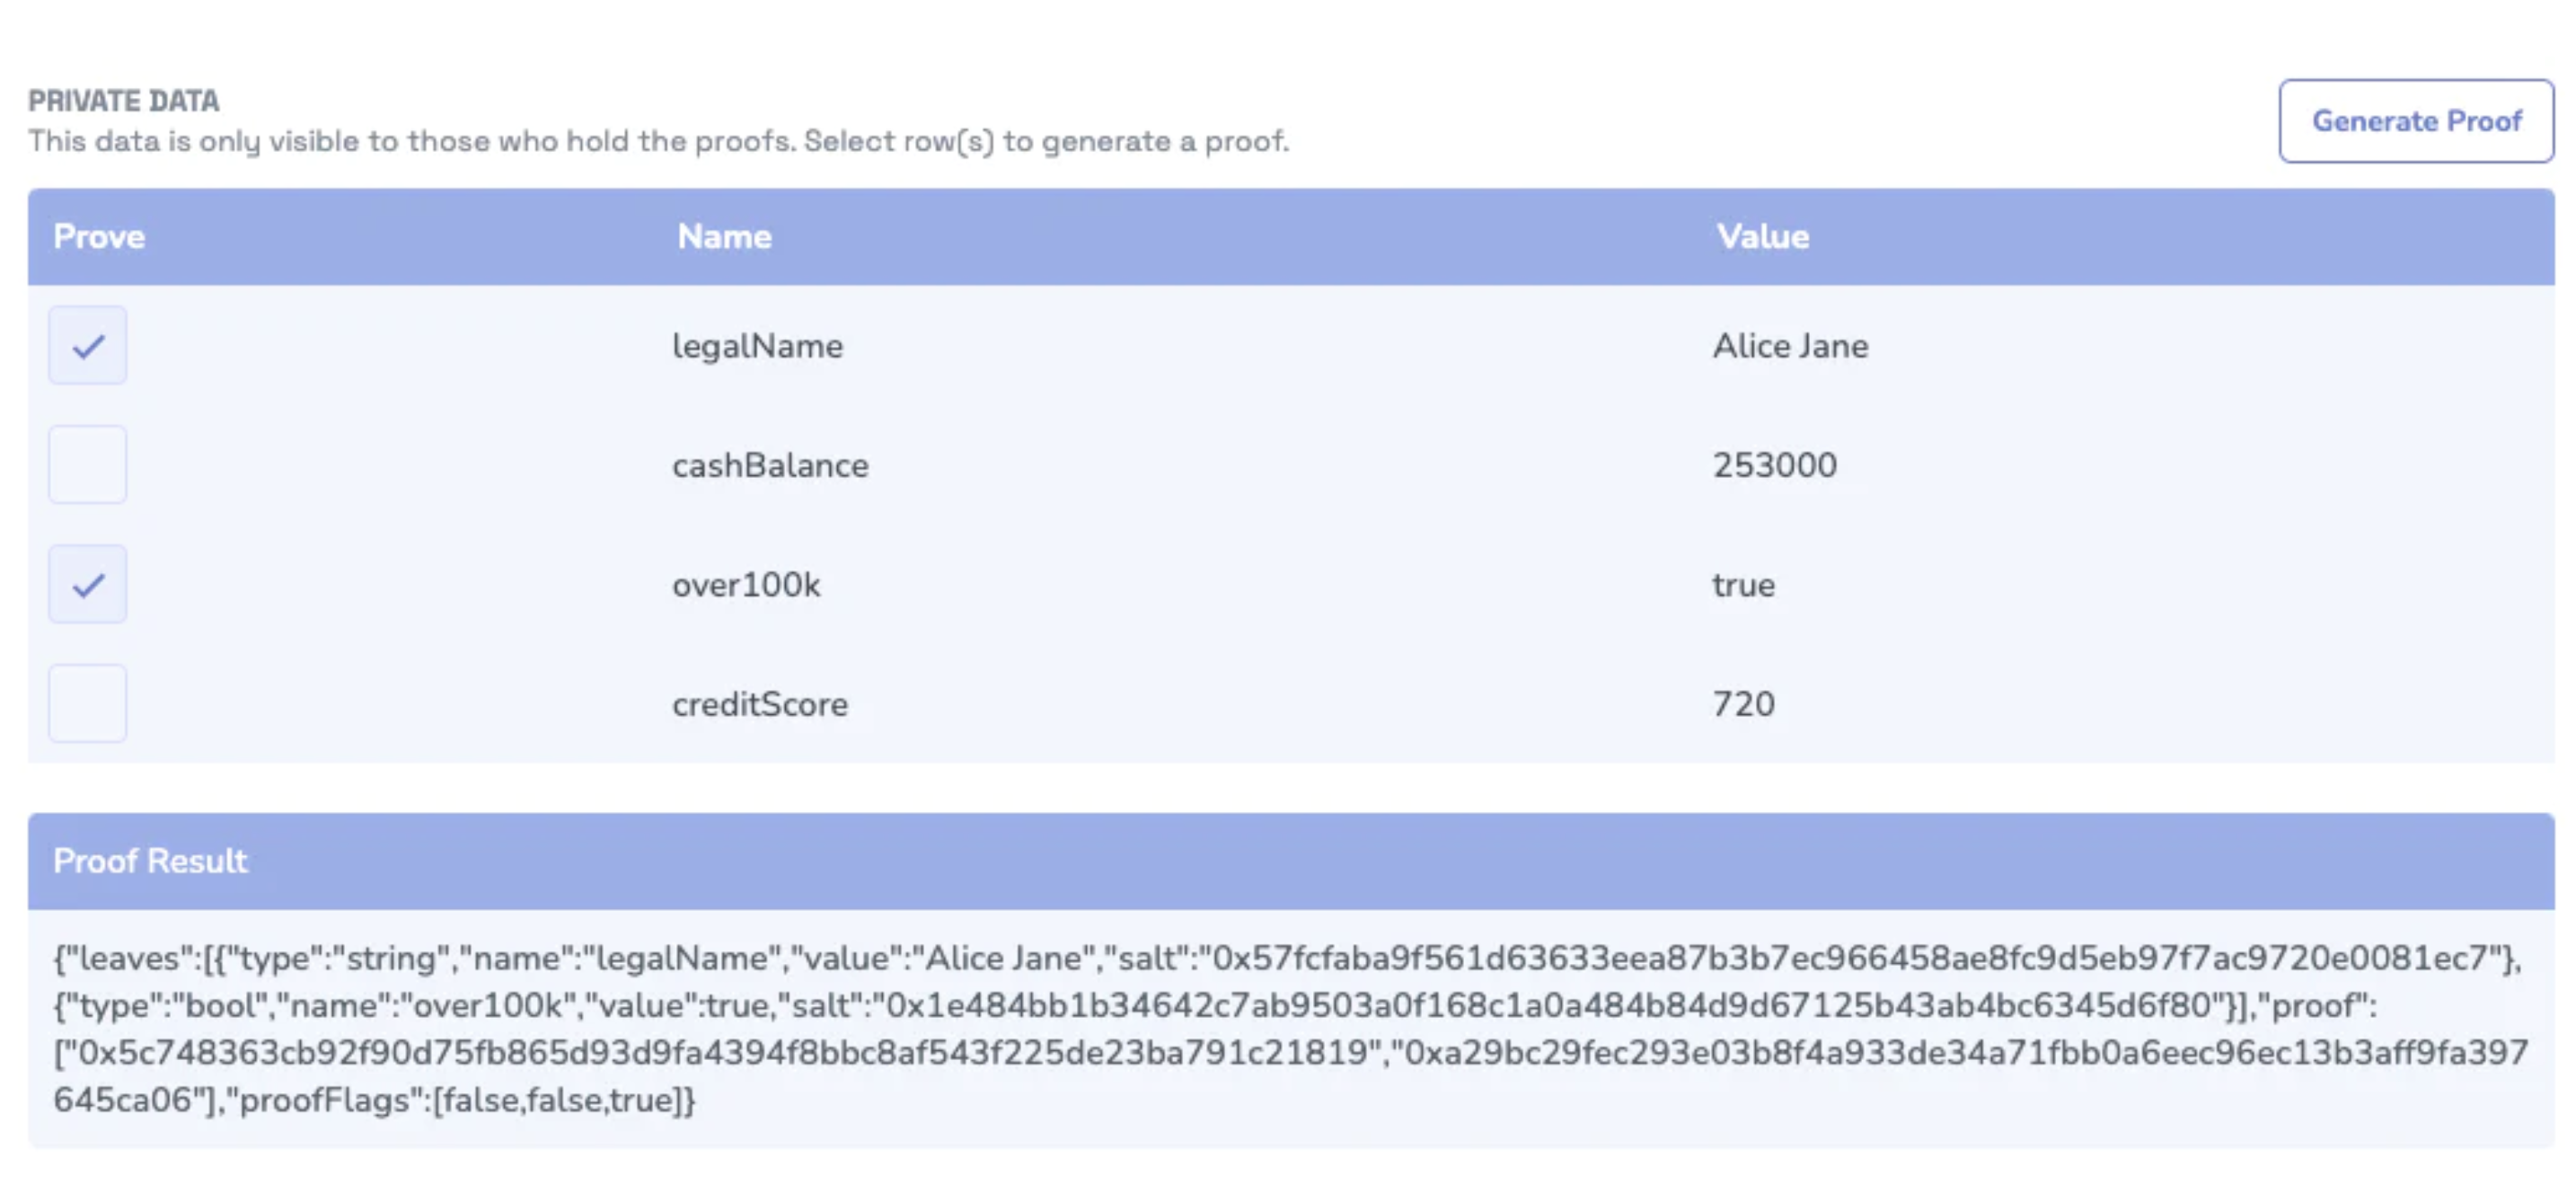 PRIVATE DATA
This data is only visible to those who hold the proofs. Select row(s) to generate a proof.
Generate Proof
Prove Name Value
legalName Alice Jane
cashBalance 253000
over100k true
creditScore 720
Proof Result
{"leaves":[{"type":"string","name":"legalName","value":"Alice Jane","salt":"0x57fcfaba9f561d63633eea87b3b7ec966458ae8fc9d5eb97f7ac9720e0081ec7"},
{"type":"bool","name":"over100k","value":true,"salt":"0x1e484bb1b34642c7ab9503a0f168c1a0a484b84d9d67125b43ab4bc6345d6f80"}],"proof":
["0x5c748363cb92f90d75fb865d93d9fa4394f8bbc8af543f225de23ba791c21819","0xa29bc29fec293e03b8f4a933de34a71fbb0a6eec96ec13b3aff9fa397
645ca06"],"proofFlags":[false,false,true]}